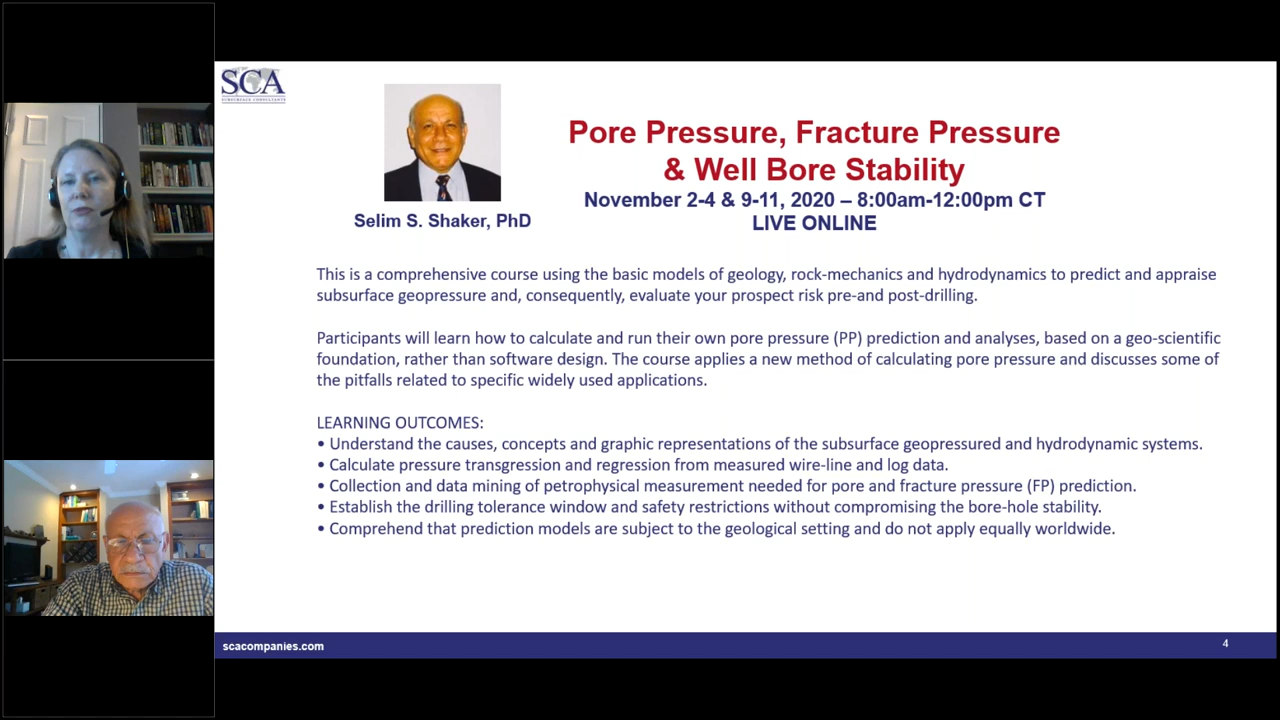 SCA
SUBSURFACE CONSULTANTS
Pore Pressure, Fracture Pressure
& Well Bore Stability
November 2-4 & 9-11, 2020 – 8:00am-12:00pm CT
LIVE ONLINE
Selim S. Shaker, PhD
This is a comprehensive course using the basic models of geology, rock-mechanics and hydrodynamics to predict and appraise
subsurface geopressure and, consequently, evaluate your prospect risk pre-and post-drilling.
Participants will learn how to calculate and run their own pore pressure (PP) prediction and analyses, based on a geo-scientific
foundation, rather than software design. The course applies a new method of calculating pore pressure and discusses some of
the pitfalls related to specific widely used applications.
LEARNING OUTCOMES:
• Understand the causes, concepts and graphic representations of the subsurface geopressured and hydrodynamic systems.
• Calculate pressure transgression and regression from measured wire-line and log data.
• Collection and data mining of petrophysical measurement needed for pore and fracture pressure (FP) prediction.
• Establish the drilling tolerance window and safety restrictions without compromising the bore-hole stability.
• Comprehend that prediction models are subject to the geological setting and do not apply equally worldwide.
scacompanies.com
4